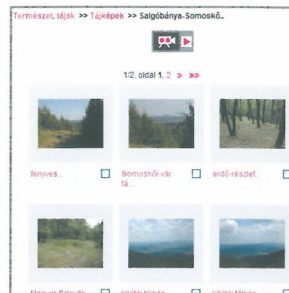 Természet, tájak >> Tájképek >> Salgóbánya-Somoskő..
1/2. oldal 1, 2 > >>
fenyves..
Somoskői-vár tá...
erdő-részlet..